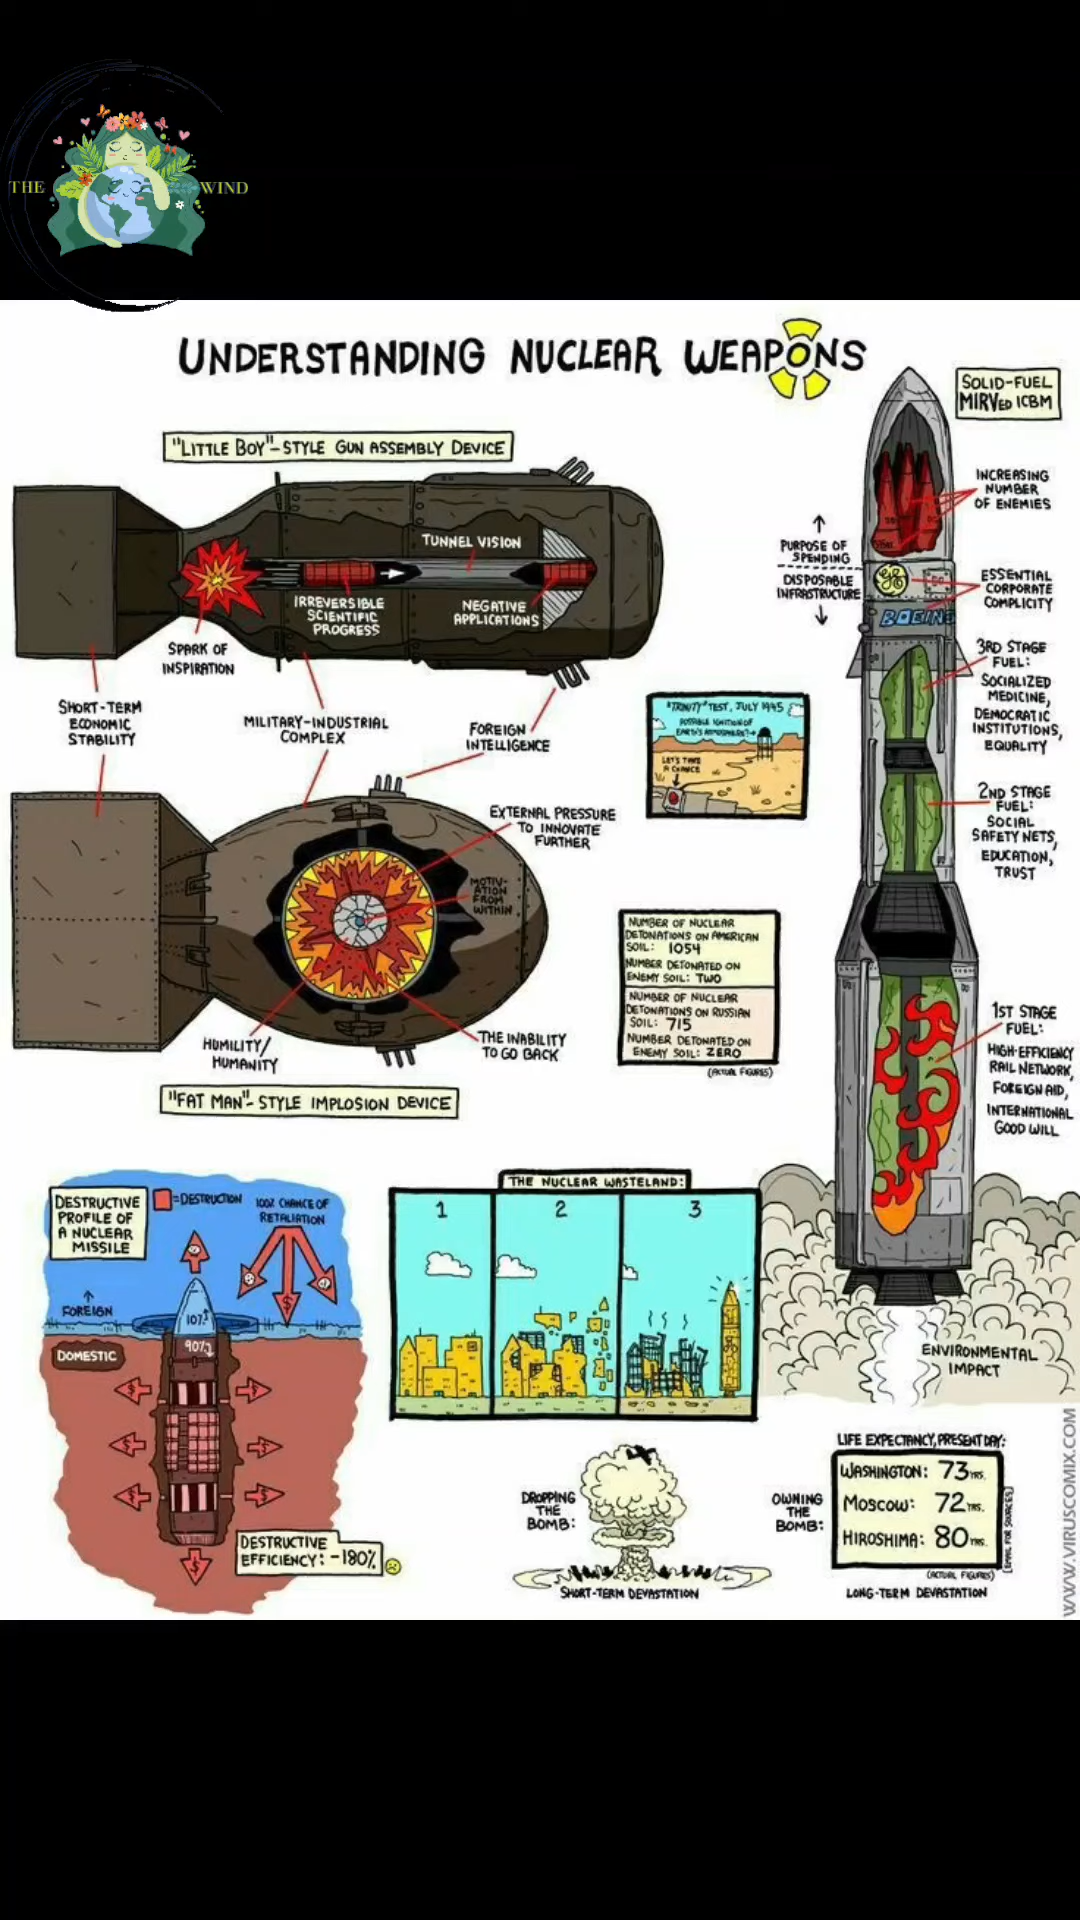 THE WIND
UNDERSTANDING NUCLEAR WEAPONS
SOLID-FUEL
MIRVED ICBM
"LITTLE BOY"-STYLE GUN ASSEMBLY DEVICE
INCREASING
NUMBER
OF ENEMIES
TUNNEL VISION
PURPOSE OF
SPENDING
DISPOSABLE
INFRASTRUCTURE
GE
BOEING
ESSENTIAL
CORPORATE
COMPLICITY
IRREVERSIBLE
SCIENTIFIC
PROGRESS
NEGATIVE
APPLICATIONS
SPARK OF
INSPIRATION
3RD STAGE
FUEL:
SOCIALIZED
MEDICINE,
DEMOCRATIC
INSTITUTIONS,
EQUALITY
SHORT-TERM
ECONOMIC
STABILITY
MILITARY-INDUSTRIAL
COMPLEX
FOREIGN
INTELLIGENCE
"TRINITY" TEST, JULY 1945
POSSIBLE IGNITION OF
EARTH'S ATMOSPHERE?→
LET'S TAKE
A CHANCE
2ND STAGE
FUEL:
SOCIAL
SAFETY NETS,
EDUCATION,
TRUST
EXTERNAL PRESSURE
TO INNOVATE
FURTHER
MOTIV-
ATION
FROM
WITHIN
HUMILITY/
HUMANITY
THE INABILITY
TO GO BACK
"FAT MAN"-STYLE IMPLOSION DEVICE
NUMBER OF NUCLEAR
DETONATIONS ON AMERICAN
SOIL: 1054
NUMBER DETONATED ON
ENEMY SOIL: TWO
NUMBER OF NUCLEAR
DETONATIONS ON RUSSIAN
SOIL: 715
NUMBER DETONATED ON
ENEMY SOIL: ZERO
(ACTUAL FIGURES)
1ST STAGE
FUEL:
HIGH-EFFICIENCY
RAIL NETWORK,
FOREIGN AID,
INTERNATIONAL
GOOD WILL
DESTRUCTIVE
PROFILE OF
A NUCLEAR
MISSILE
=DESTRUCTION
100% CHANCE OF
RETALIATION
↑
FOREIGN
10%↑
90%↓
DOMESTIC
DESTRUCTIVE
EFFICIENCY: -180%
THE NUCLEAR WASTELAND:
1 2 3
ENVIRONMENTAL
IMPACT
DROPPING
THE
BOMB:
SHORT-TERM DEVASTATION
OWNING
THE
BOMB:
LIFE EXPECTANCY, PRESENT DAY:
WASHINGTON: 73 YRS.
MOSCOW: 72 YRS.
HIROSHIMA: 80 YRS.
(ACTUAL FIGURES)
[EMAIL FOR SOURCES]
LONG-TERM DEVASTATION
WWW.VIRUSCOMIX.COM